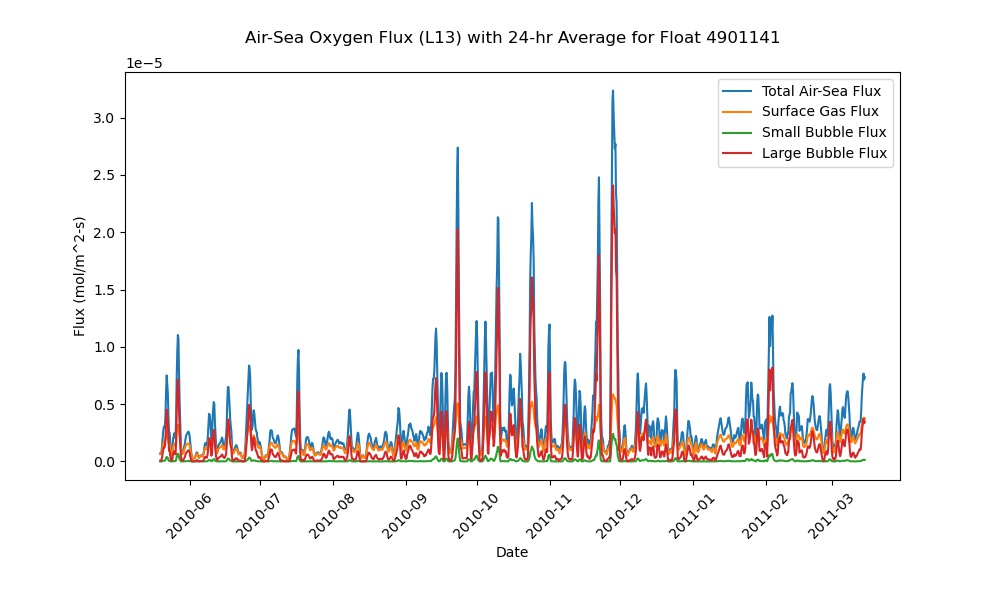 Air-Sea Oxygen Flux (L13) with 24-hr Average for Float 4901141
1e−5
Total Air-Sea Flux
Surface Gas Flux
Small Bubble Flux
Large Bubble Flux
3.0
2.5
2.0
1.5
1.0
0.5
0.0
Flux (mol/m^2-s)
2010-06
2010-07
2010-08
2010-09
2010-10
2010-11
2010-12
2011-01
2011-02
2011-03
Date